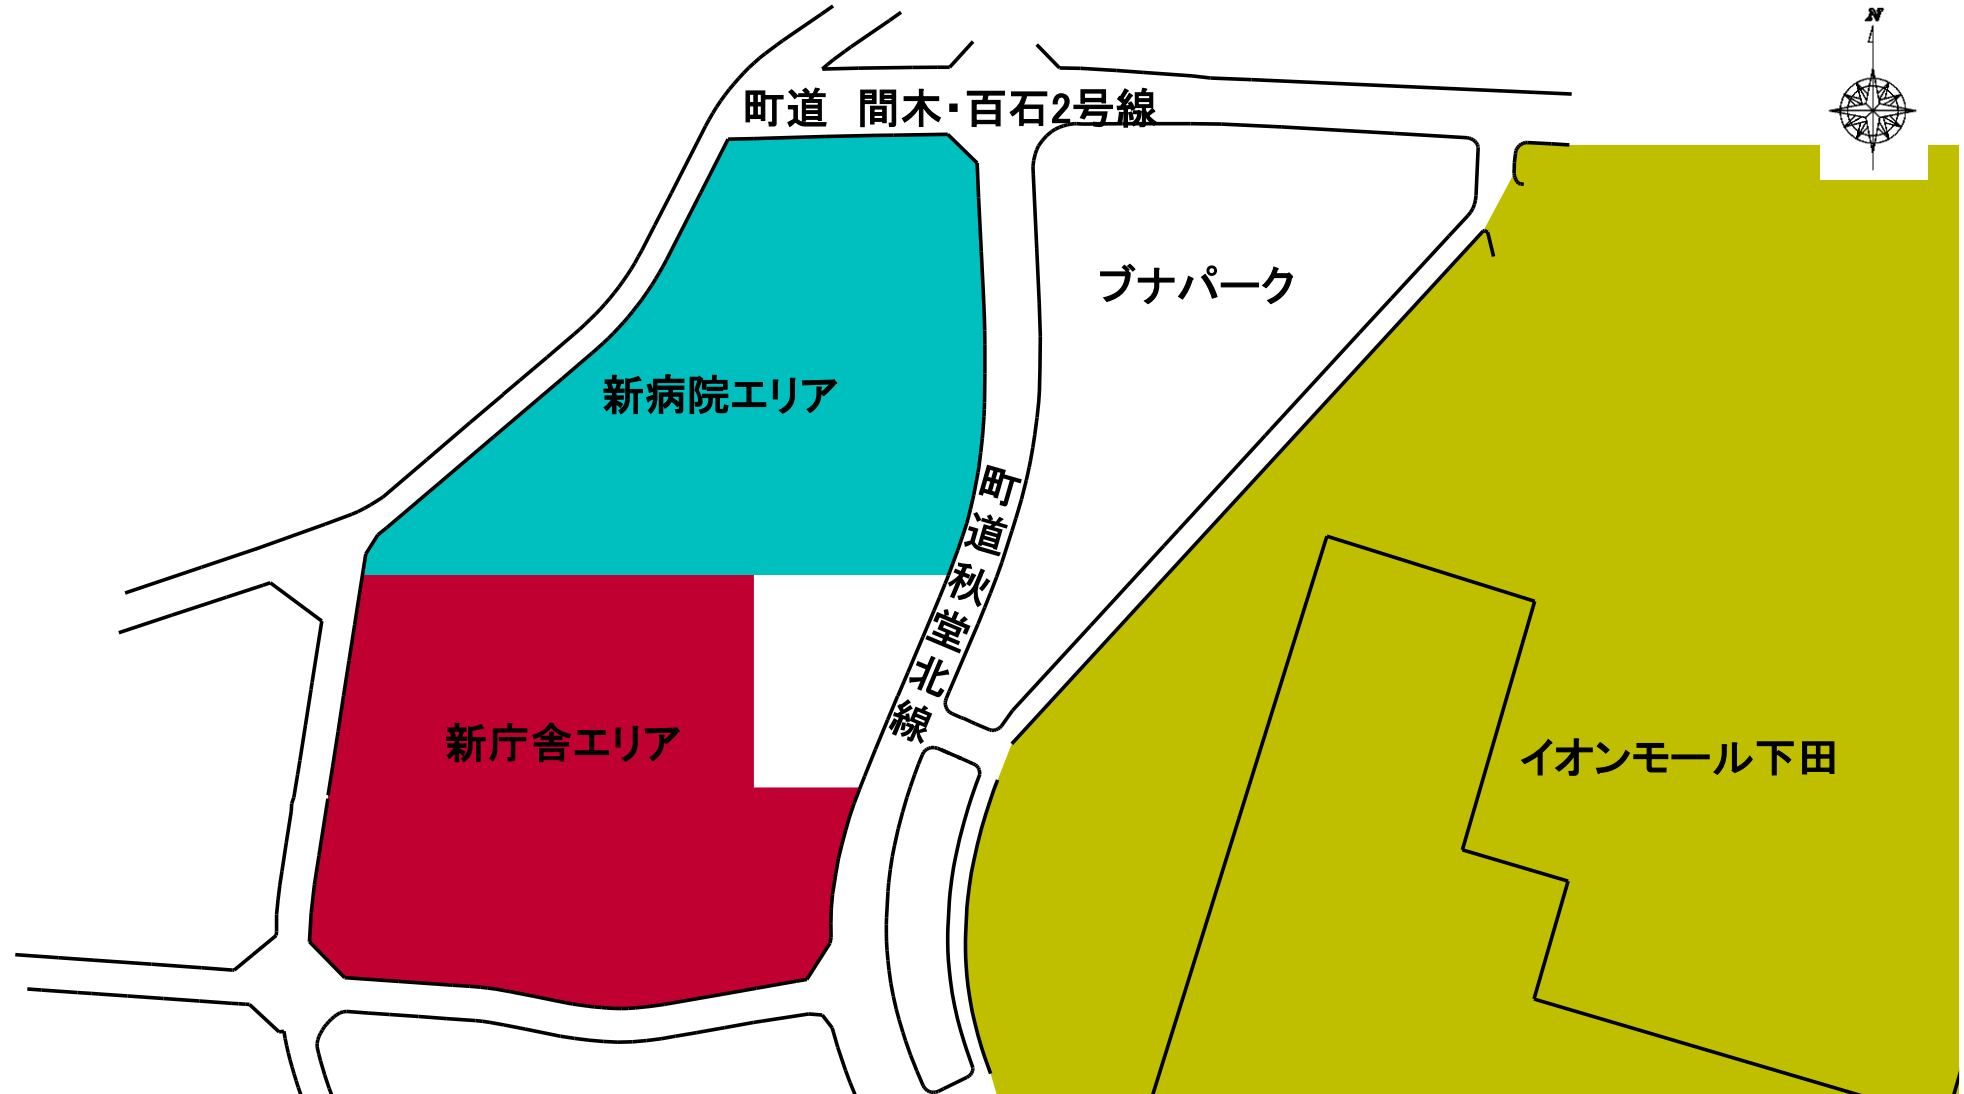 N
町道　間木・百石2号線
ブナパーク
新病院エリア
町道秋堂北線
新庁舎エリア
イオンモール下田